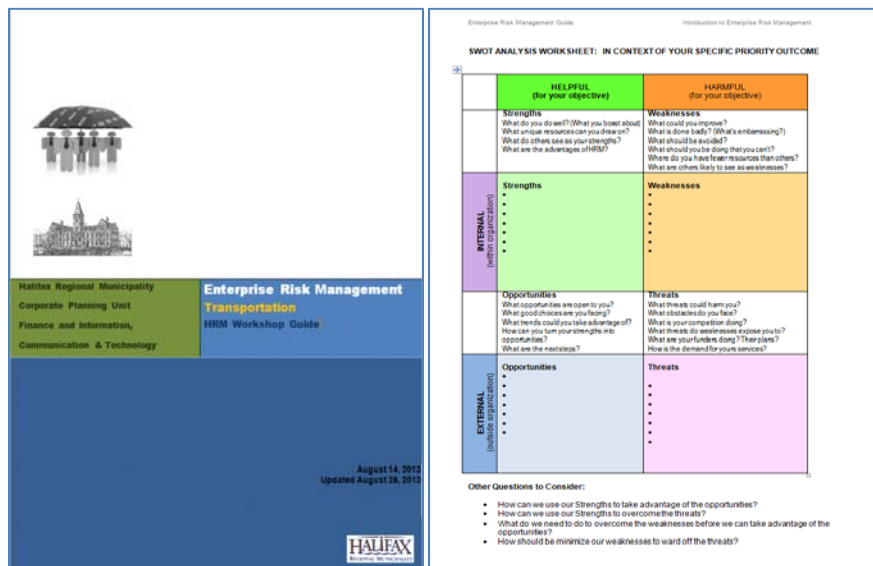 Halifax Regional Municipality
Corporate Planning Unit
Finance and Information,
Communication & Technology
Enterprise Risk Management
Transportation
HRM Workshop Guide
August 14, 2013
Updated August 28, 2013
HALIFAX
REGIONAL MUNICIPALITY
Enterprise Risk Management Guide
Introduction to Enterprise Risk Management
SWOT ANALYSIS WORKSHEET: IN CONTEXT OF YOUR SPECIFIC PRIORITY OUTCOME
HELPFUL
(for your objective)
HARMFUL
(for your objective)
Strengths
What do you do well? (What you boast about)
What unique resources can you draw on?
What do others see as your strengths?
What are the advantages of HRM?
Weaknesses
What could you improve?
What is done badly? (What's embarrassing?)
What should be avoided?
What should you be doing that you can't?
Where do you have fewer resources than others?
What are others likely to see as weaknesses?
INTERNAL
(within organization)
Strengths
Weaknesses
Opportunities
What opportunities are open to you?
What good choices are you facing?
What trends could you take advantage of?
How can you turn your strengths into
opportunities?
What are the next steps?
Threats
What threats could harm you?
What obstacles do you face?
What is your competition doing?
What threats do weaknesses expose you to?
What are your funders doing? Their plans?
How is the demand for yours services?
EXTERNAL
(outside organization)
Opportunities
Threats
Other Questions to Consider:
• How can we use our Strengths to take advantage of the opportunities?
• How can we use our Strengths to overcome the threats?
• What do we need to do to overcome the weaknesses before we can take advantage of the
opportunities?
• How should be minimize our weaknesses to ward off the threats?